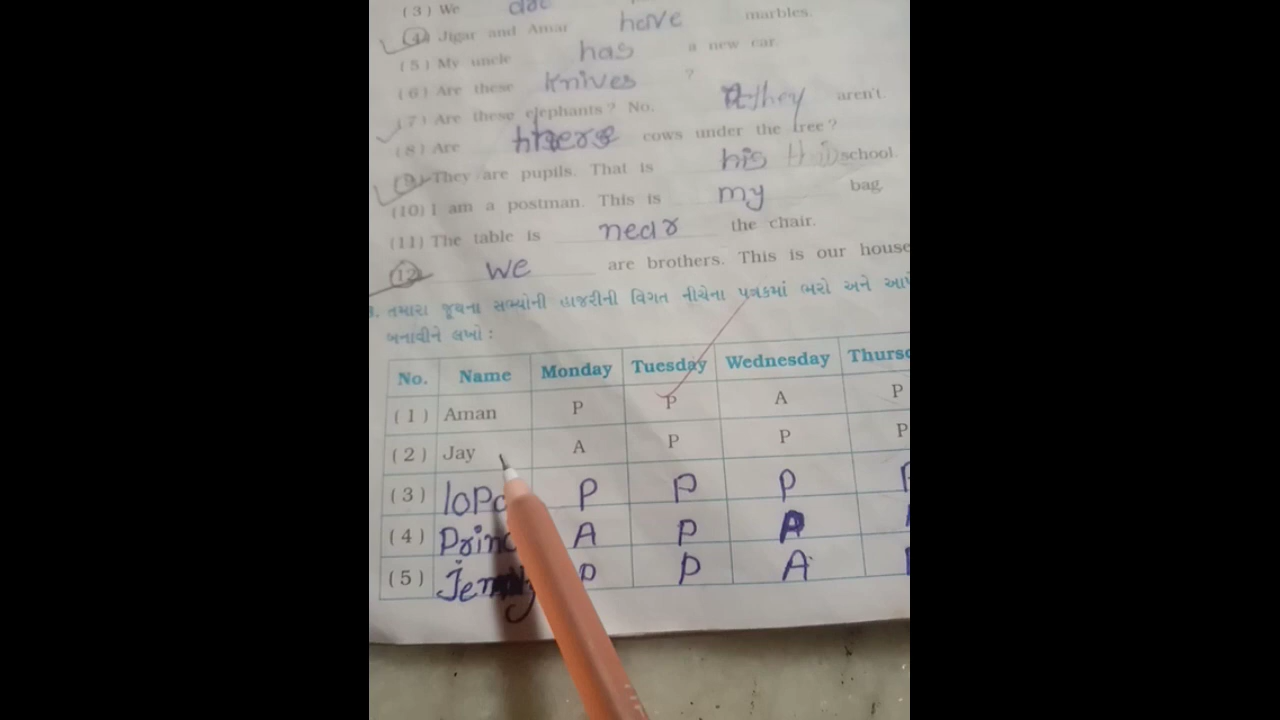 (3) We
(4) Jigar and Amar have marbles.
(5) My uncle has a new car.
(6) Are these knives ?
(7) Are these elephants? No. they aren't.
(8) Are cows under the tree?
(9) They are pupils. That is his school.
(10) I am a postman. This is my bag.
(11) The table is near the chair.
(12) we are brothers. This is our house
તમારા જૂથના સભ્યોની હાજરીની વિગત નીચેના પત્રકમાં ભરો અને
બનાવીને લખો :
No. Name Monday Tuesday Wednesday
(1) Aman P P A P
(2) Jay A P P P
(3) P P P
(4) A P
(5) P A